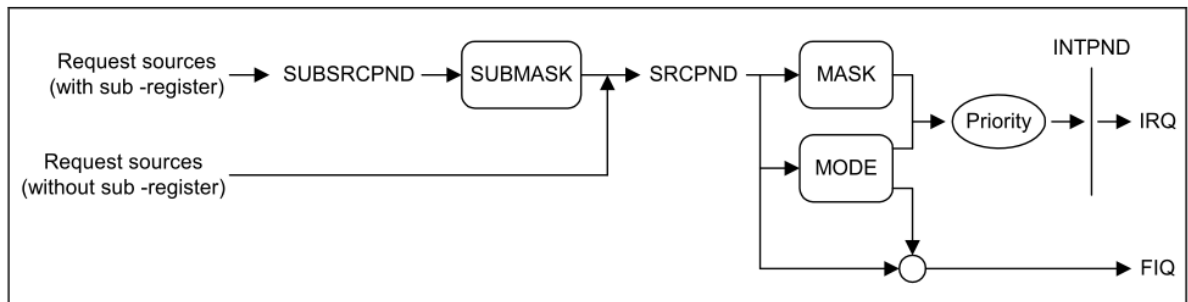 Request sources
(with sub -register)
SUBSRCPND
SUBMASK
SRCPND
MASK
INTPND
Priority
IRQ
Request sources
(without sub -register)
MODE
FIQ